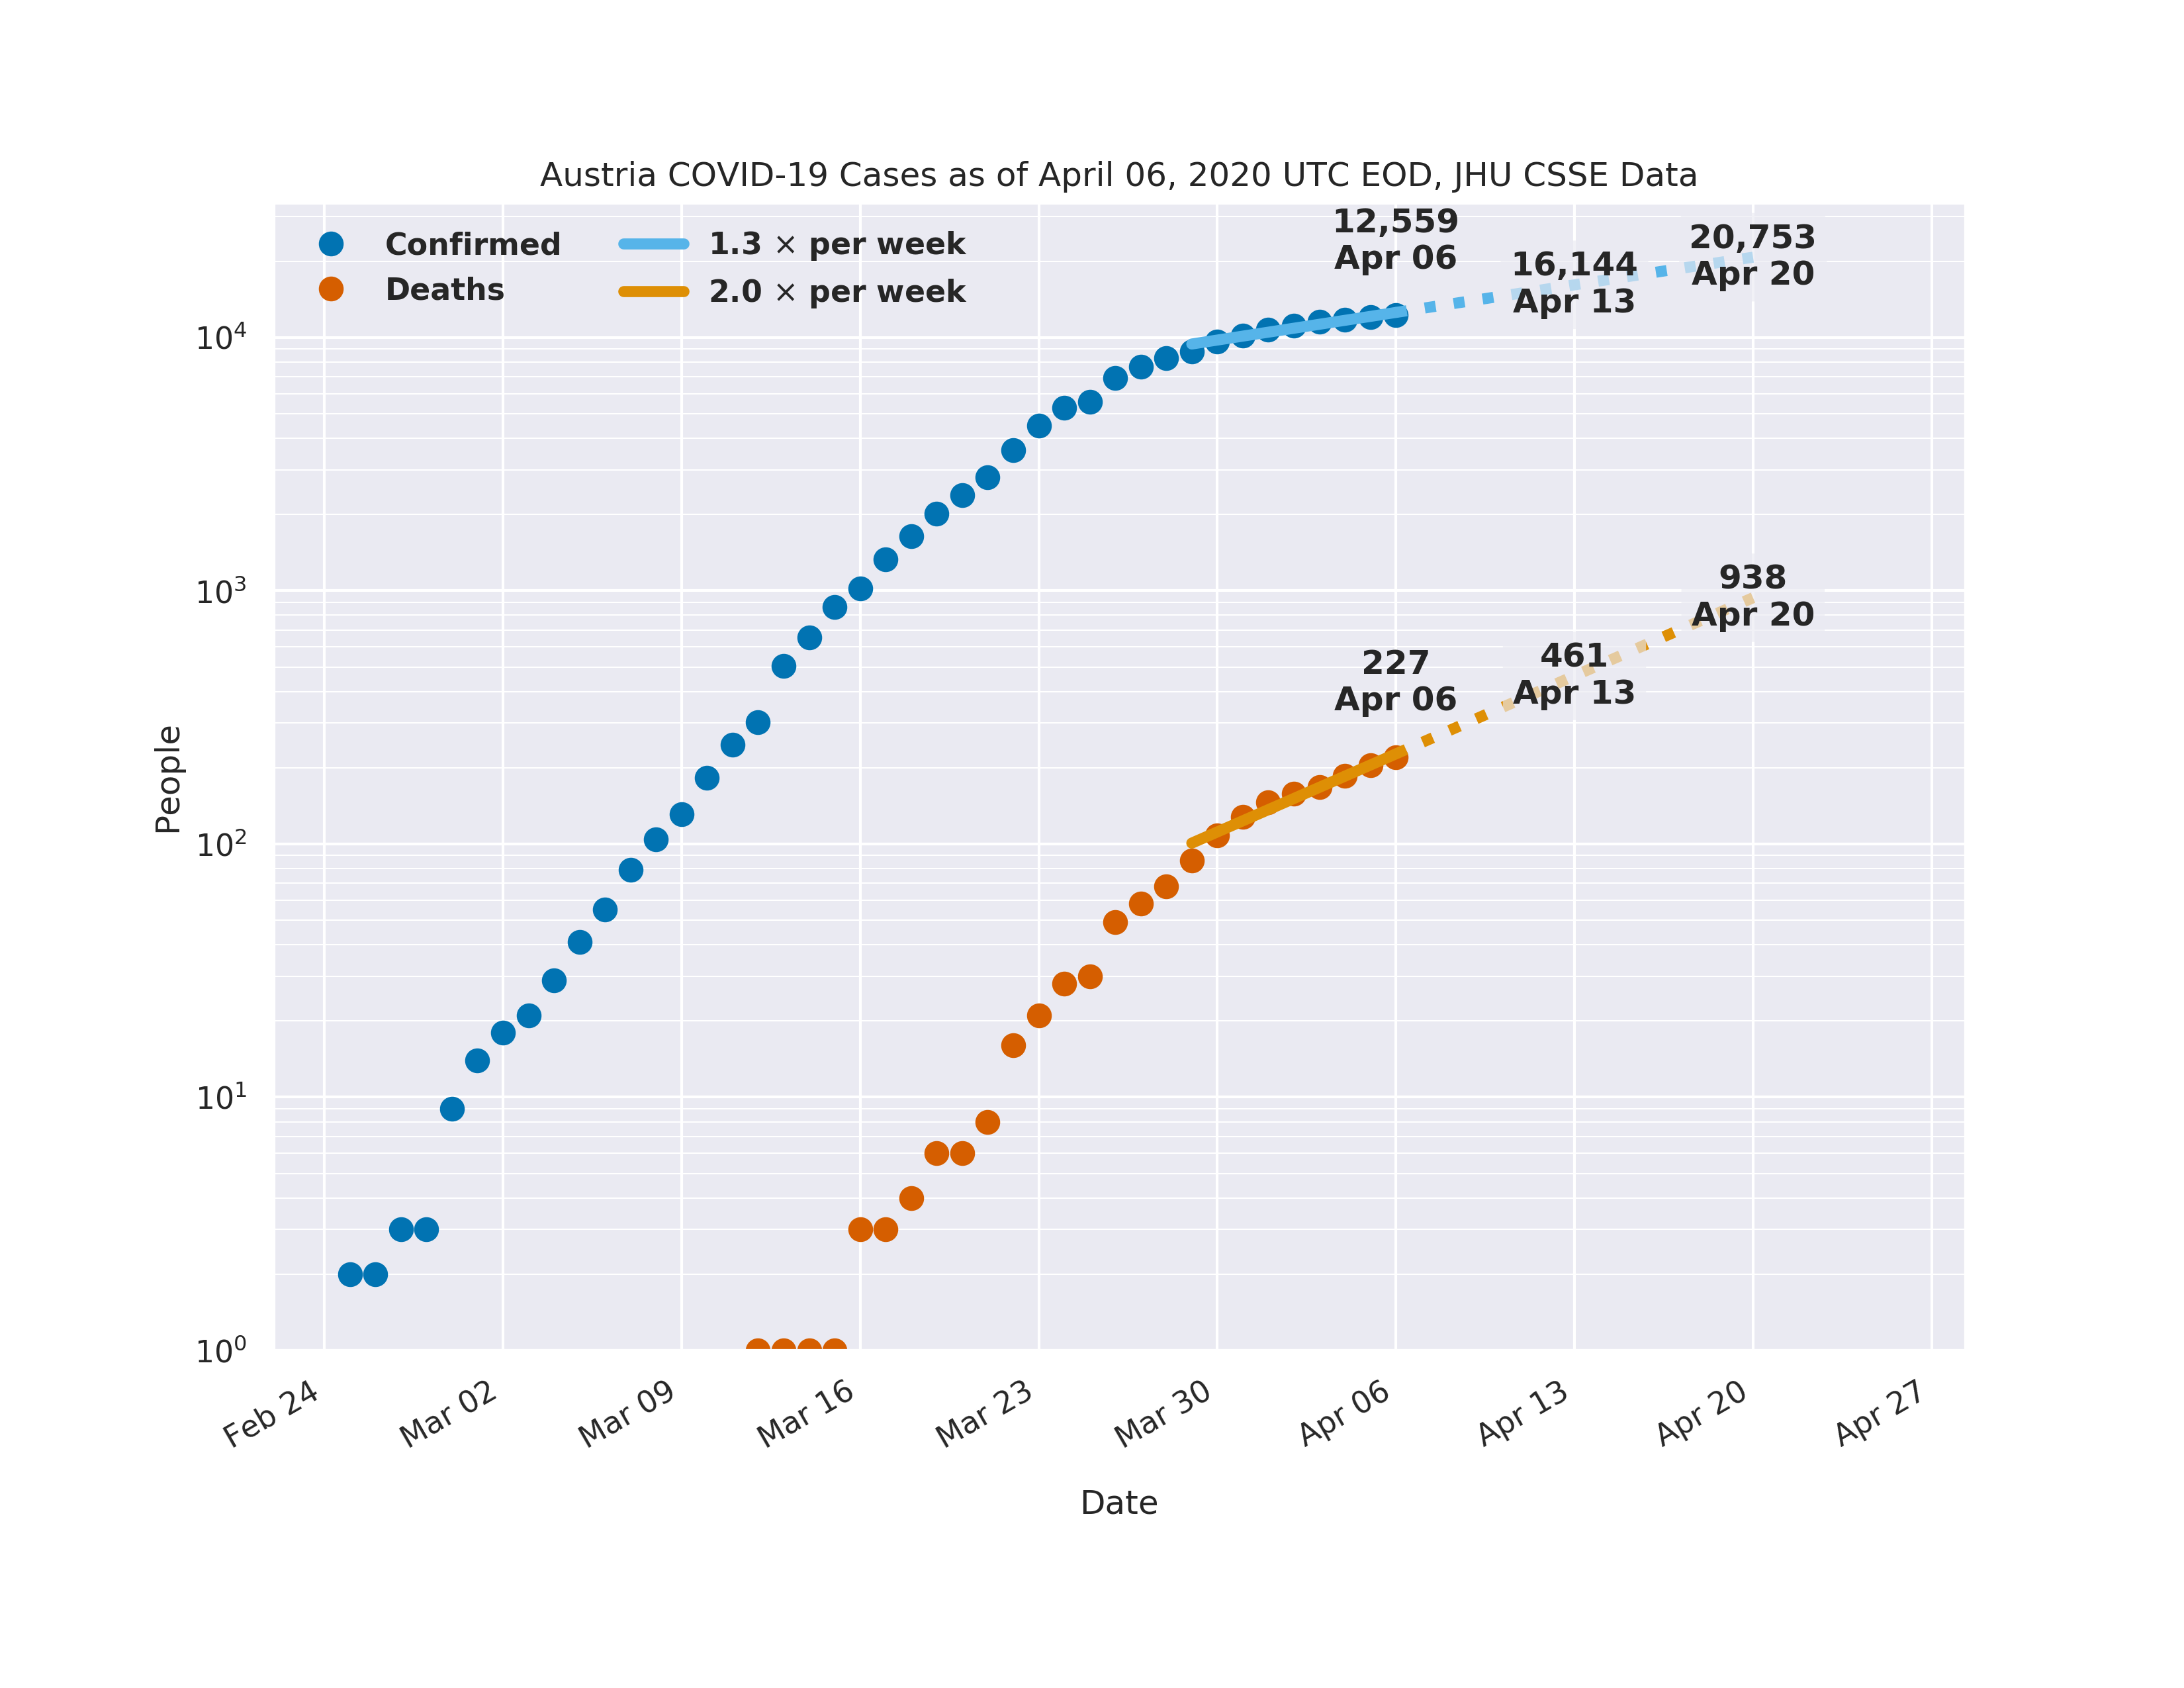 Austria COVID-19 Cases as of April 06, 2020 UTC EOD, JHU CSSE Data
Confirmed
Deaths
1.3 × per week
2.0 × per week
12,559
Apr 06
16,144
Apr 13
20,753
Apr 20
227
Apr 06
461
Apr 13
938
Apr 20
People
10⁴
10³
10²
10¹
10⁰
Feb 24
Mar 02
Mar 09
Mar 16
Mar 23
Mar 30
Apr 06
Apr 13
Apr 20
Apr 27
Date